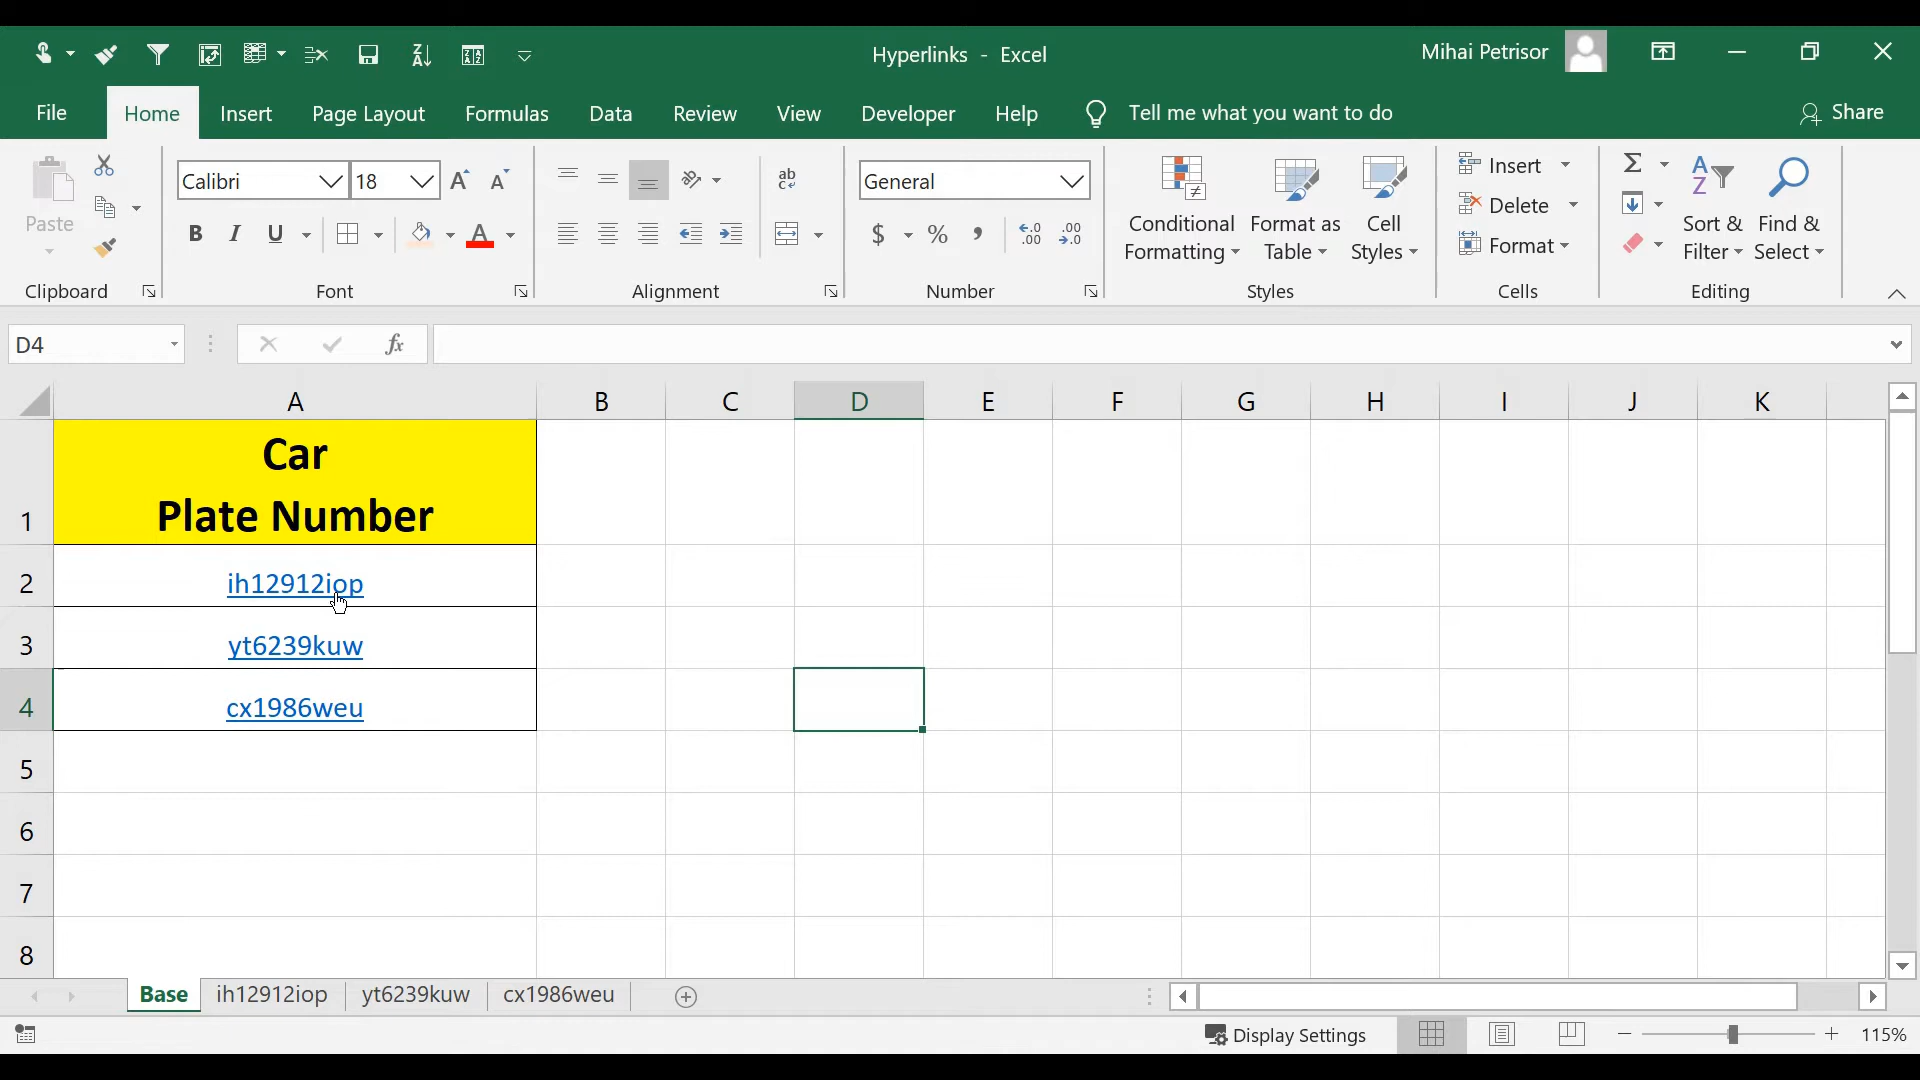 Hyperlinks - Excel
Mihai Petrisor
File Home Insert Page Layout Formulas Data Review View Developer Help Tell me what you want to do Share
Paste
Clipboard
Calibri 18
B I U A
Font
ab
Alignment
General
$ % , .00 .00
Number
Conditional Formatting
Format as Table
Cell Styles
Styles
Insert
Delete
Format
Cells
Σ
Sort & Filter
Find & Select
Editing
D4 fx
A B C D E F G H I J K
Car
1 Plate Number
2 ih12912iop
3 yt6239kuw
4 cx1986weu
5
6
7
8
Base ih12912iop yt6239kuw cx1986weu
Display Settings 115%